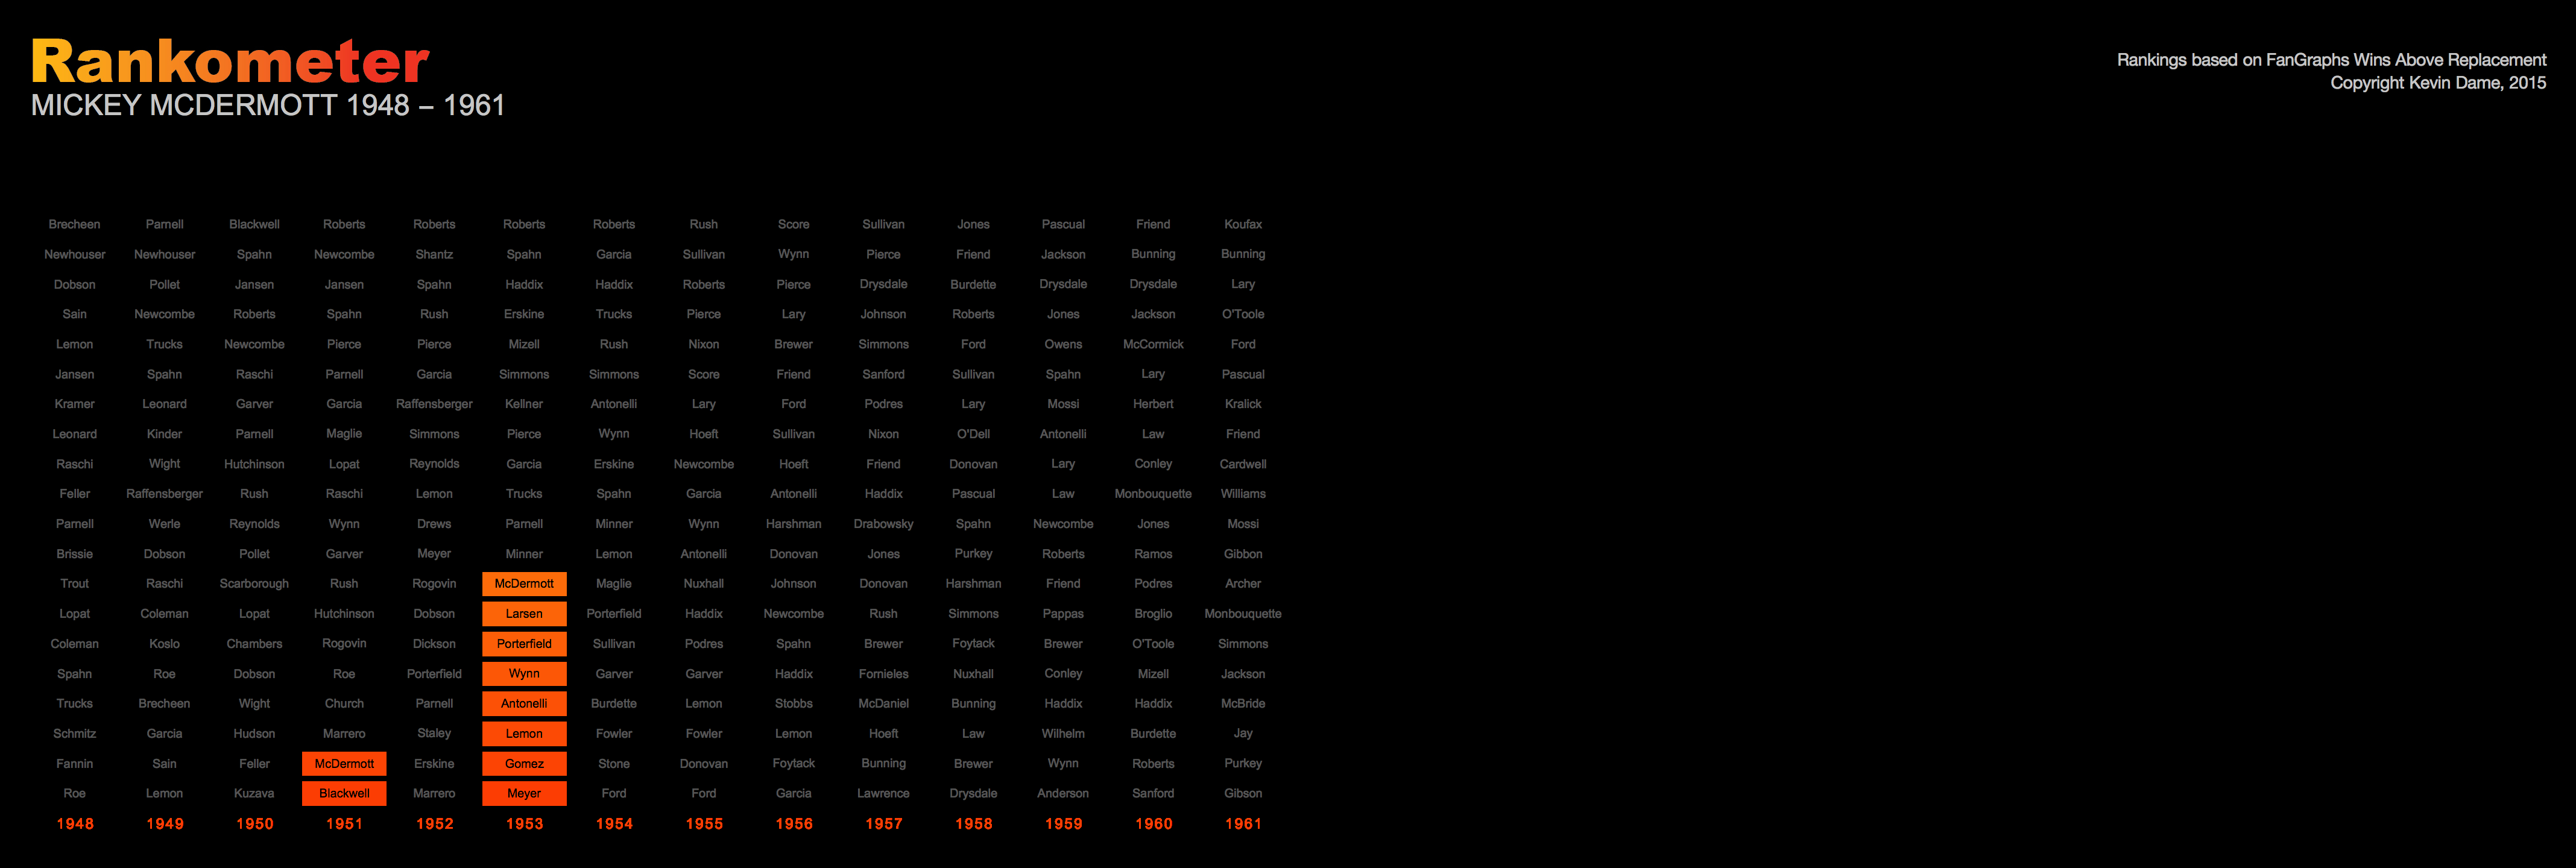 Rankometer
MICKEY MCDERMOTT 1948 – 1961
Rankings based on FanGraphs Wins Above Replacement
Copyright Kevin Dame, 2015
Brecheen Parnell Blackwell Roberts Roberts Roberts Roberts Rush Score Sullivan Jones Pascual Friend Koufax
Newhouser Newhouser Spahn Newcombe Shantz Spahn Garcia Sullivan Wynn Pierce Friend Jackson Bunning Bunning
Dobson Pollet Jansen Jansen Spahn Haddix Haddix Roberts Pierce Drysdale Burdette Drysdale Drysdale Lary
Sain Newcombe Roberts Spahn Rush Erskine Trucks Pierce Lary Johnson Roberts Jones Jackson O'Toole
Lemon Trucks Newcombe Pierce Pierce Mizell Rush Nixon Brewer Simmons Ford Owens McCormick Ford
Jansen Spahn Raschi Parnell Garcia Simmons Simmons Score Friend Sanford Sullivan Spahn Lary Pascual
Kramer Leonard Garver Garcia Raffensberger Kellner Antonelli Lary Ford Podres Lary Mossi Herbert Kralick
Leonard Kinder Parnell Maglie Simmons Pierce Wynn Hoeft Sullivan Nixon O'Dell Antonelli Law Friend
Raschi Wight Hutchinson Lopat Reynolds Garcia Erskine Newcombe Hoeft Friend Donovan Lary Conley Cardwell
Feller Raffensberger Rush Raschi Lemon Trucks Spahn Garcia Antonelli Haddix Pascual Law Monbouquette Williams
Parnell Werle Reynolds Wynn Drews Parnell Minner Wynn Harshman Drabowsky Spahn Newcombe Jones Mossi
Brissie Dobson Pollet Garver Meyer Minner Lemon Antonelli Donovan Jones Purkey Roberts Ramos Gibbon
Trout Raschi Scarborough Rush Rogovin McDermott Maglie Nuxhall Johnson Donovan Harshman Friend Podres Archer
Lopat Coleman Lopat Hutchinson Dobson Larsen Porterfield Haddix Newcombe Rush Simmons Pappas Broglio Monbouquette
Coleman Koslo Chambers Rogovin Dickson Porterfield Sullivan Podres Spahn Brewer Foytack Brewer O'Toole Simmons
Spahn Roe Dobson Roe Porterfield Wynn Garver Garver Haddix Fornieles Nuxhall Conley Mizell Jackson
Trucks Brecheen Wight Church Parnell Antonelli Burdette Lemon Stobbs McDaniel Bunning Haddix Haddix McBride
Schmitz Garcia Hudson Marrero Staley Lemon Fowler Fowler Lemon Hoeft Law Wilhelm Burdette Jay
Fannin Sain Feller McDermott Erskine Gomez Stone Donovan Foytack Bunning Brewer Wynn Roberts Purkey
Roe Lemon Kuzava Blackwell Marrero Meyer Ford Ford Garcia Lawrence Drysdale Anderson Sanford Gibson
1948 1949 1950 1951 1952 1953 1954 1955 1956 1957 1958 1959 1960 1961